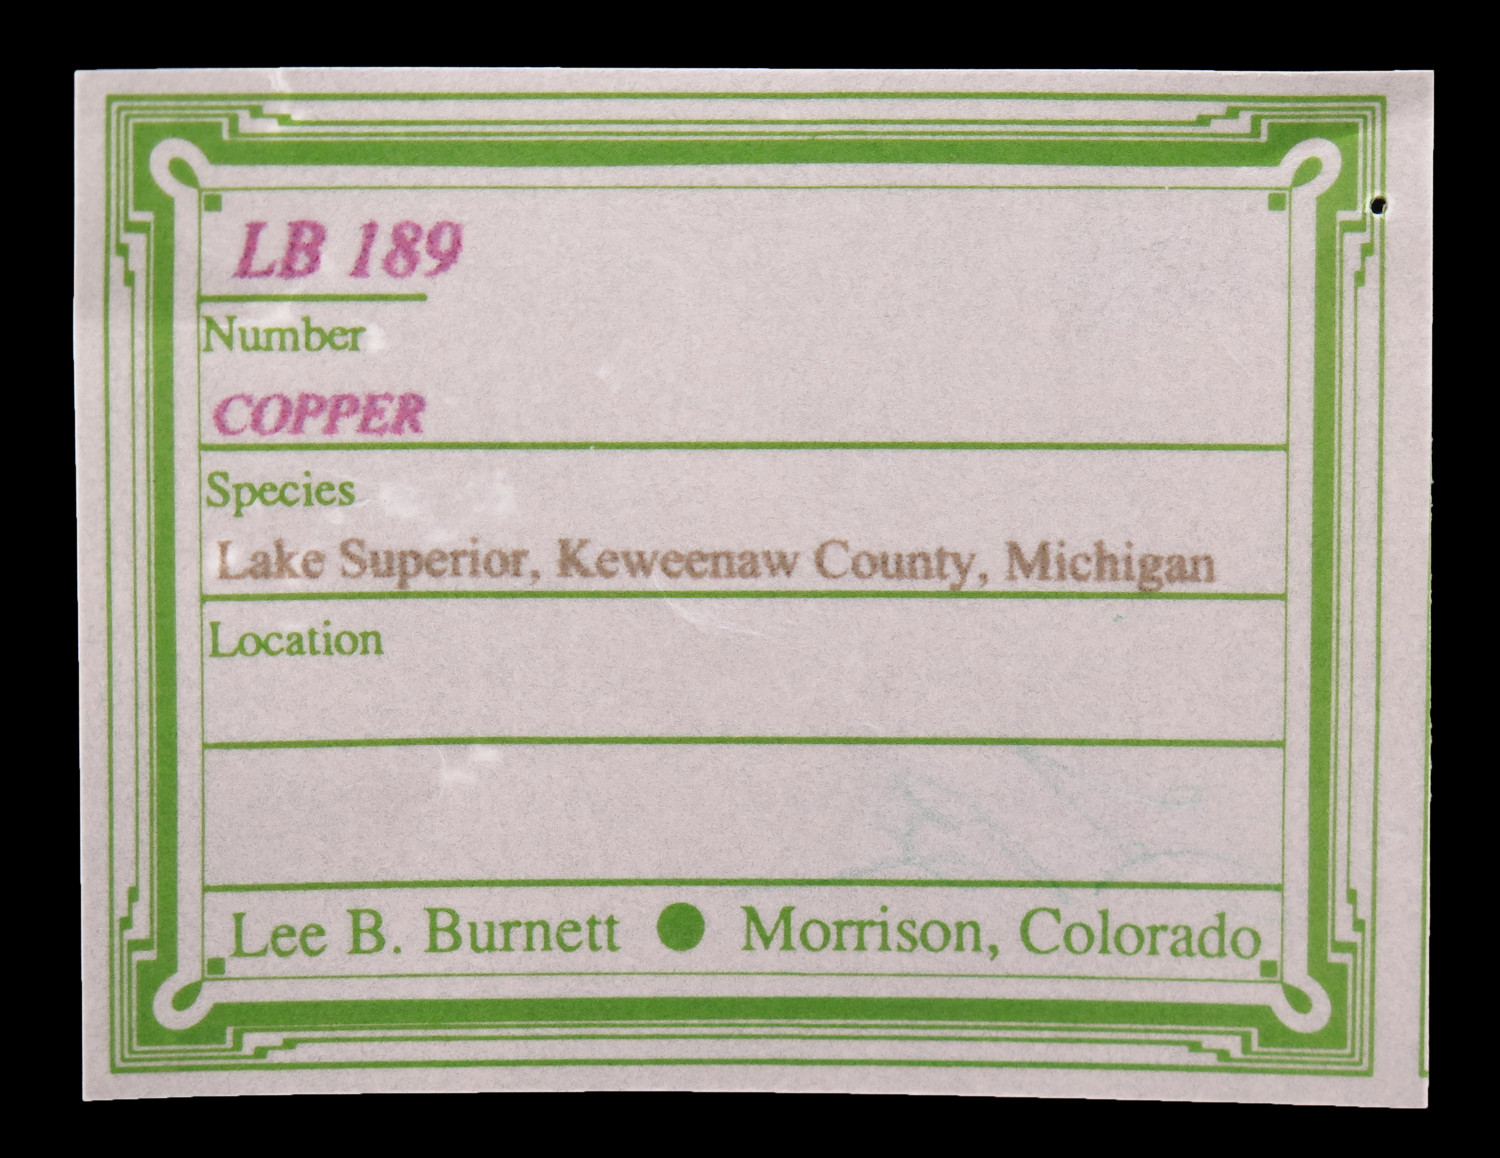 LB 189
Number
COPPER
Species
Lake Superior, Keweenaw County, Michigan
Location
Lee B. Burnett ● Morrison, Colorado